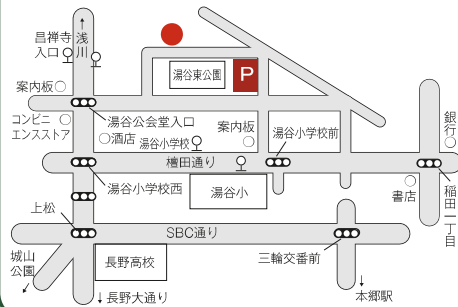 昌禅寺
入口
浅川
↑
湯谷東公園
P
案内板
コンビニ
エンスストア
湯谷公会堂入口
酒店
湯谷小学校
案内板
湯谷小学校前
銀行
檀田通り
湯谷小学校西
湯谷小
書店
稲田一丁目
上松
SBC通り
城山
公園
長野高校
三輪交番前
↓長野大通り
↓本郷駅